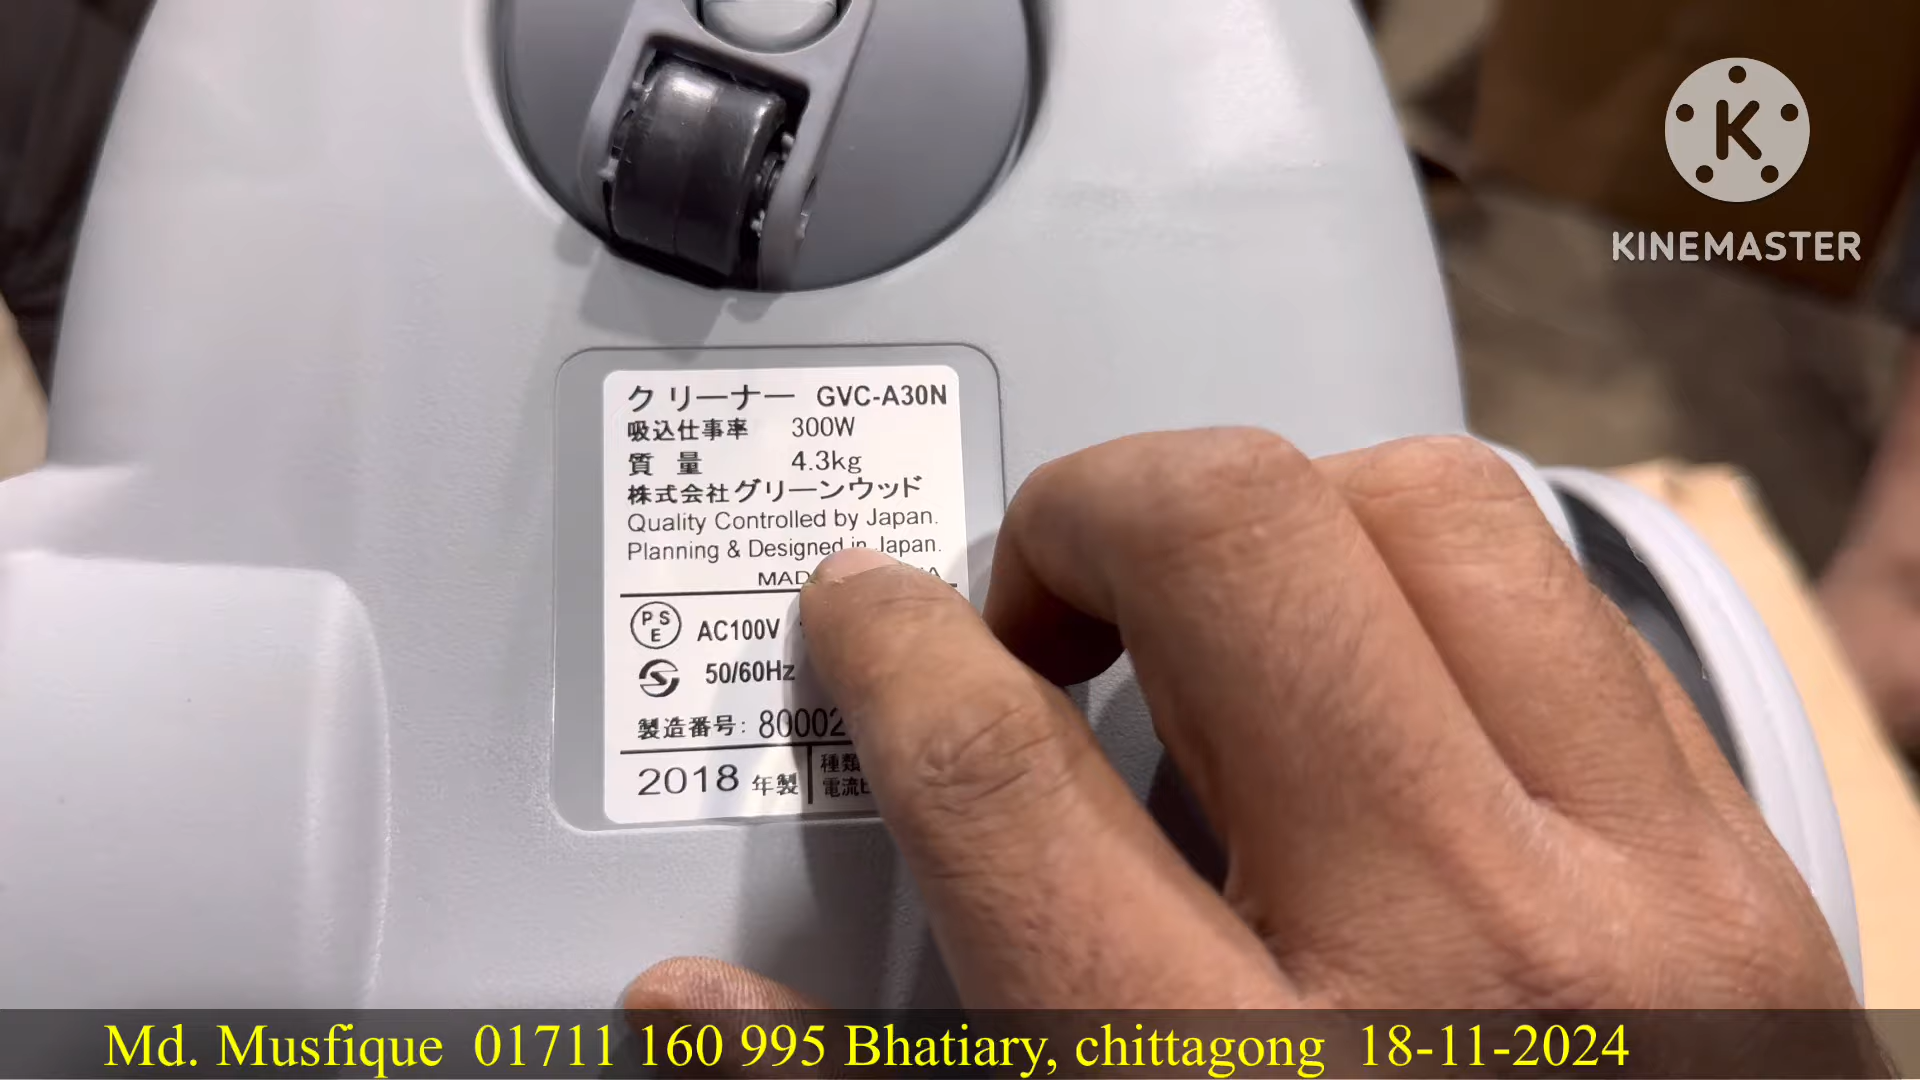 K
KINEMASTER
クリーナー GVC-A30N
吸込仕事率 300W
質量 4.3kg
株式会社グリーンウッド
Quality Controlled by Japan.
Planning & Designed in Japan.
PSE AC100V
50/60Hz
製造番号: 80002
2018 年製
種類
電流
Md. Musfique 01711 160 995 Bhatiary, chittagong 18-11-2024